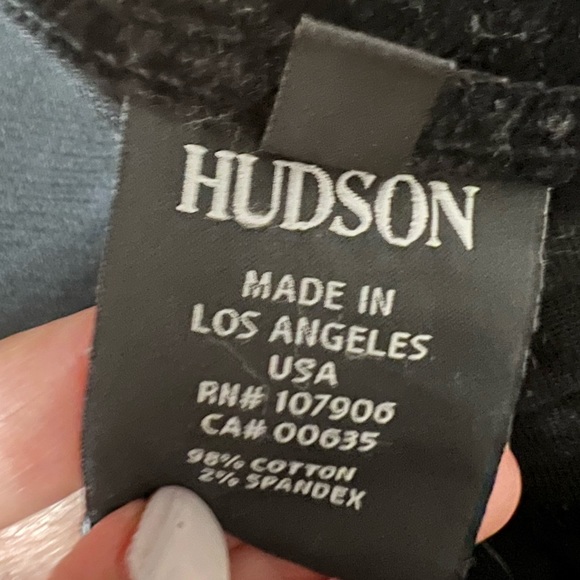 HUDSON
MADE IN
LOS ANGELES
USA
RN# 107906
CA# 00635
98% COTTON
2% SPANDEX